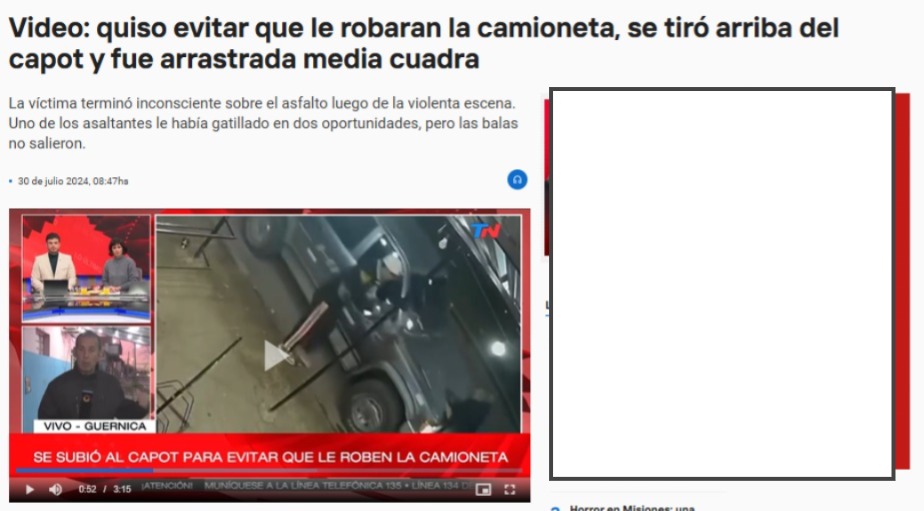 Video: quiso evitar que le robaran la camioneta, se tiró arriba del
capot y fue arrastrada media cuadra
La víctima terminó inconsciente sobre el asfalto luego de la violenta escena.
Uno de los asaltantes le había gatillado en dos oportunidades, pero las balas
no salieron.
• 30 de julio 2024, 08:47hs
TN
VIVO - GUERNICA
SE SUBIÓ AL CAPOT PARA EVITAR QUE LE ROBEN LA CAMIONETA
0:52 / 3:15
¡ATENCIÓN! MUNÍQUESE A LA LÍNEA TELEFÓNICA 135 • LÍNEA 134 D
Horror en Misiones: una